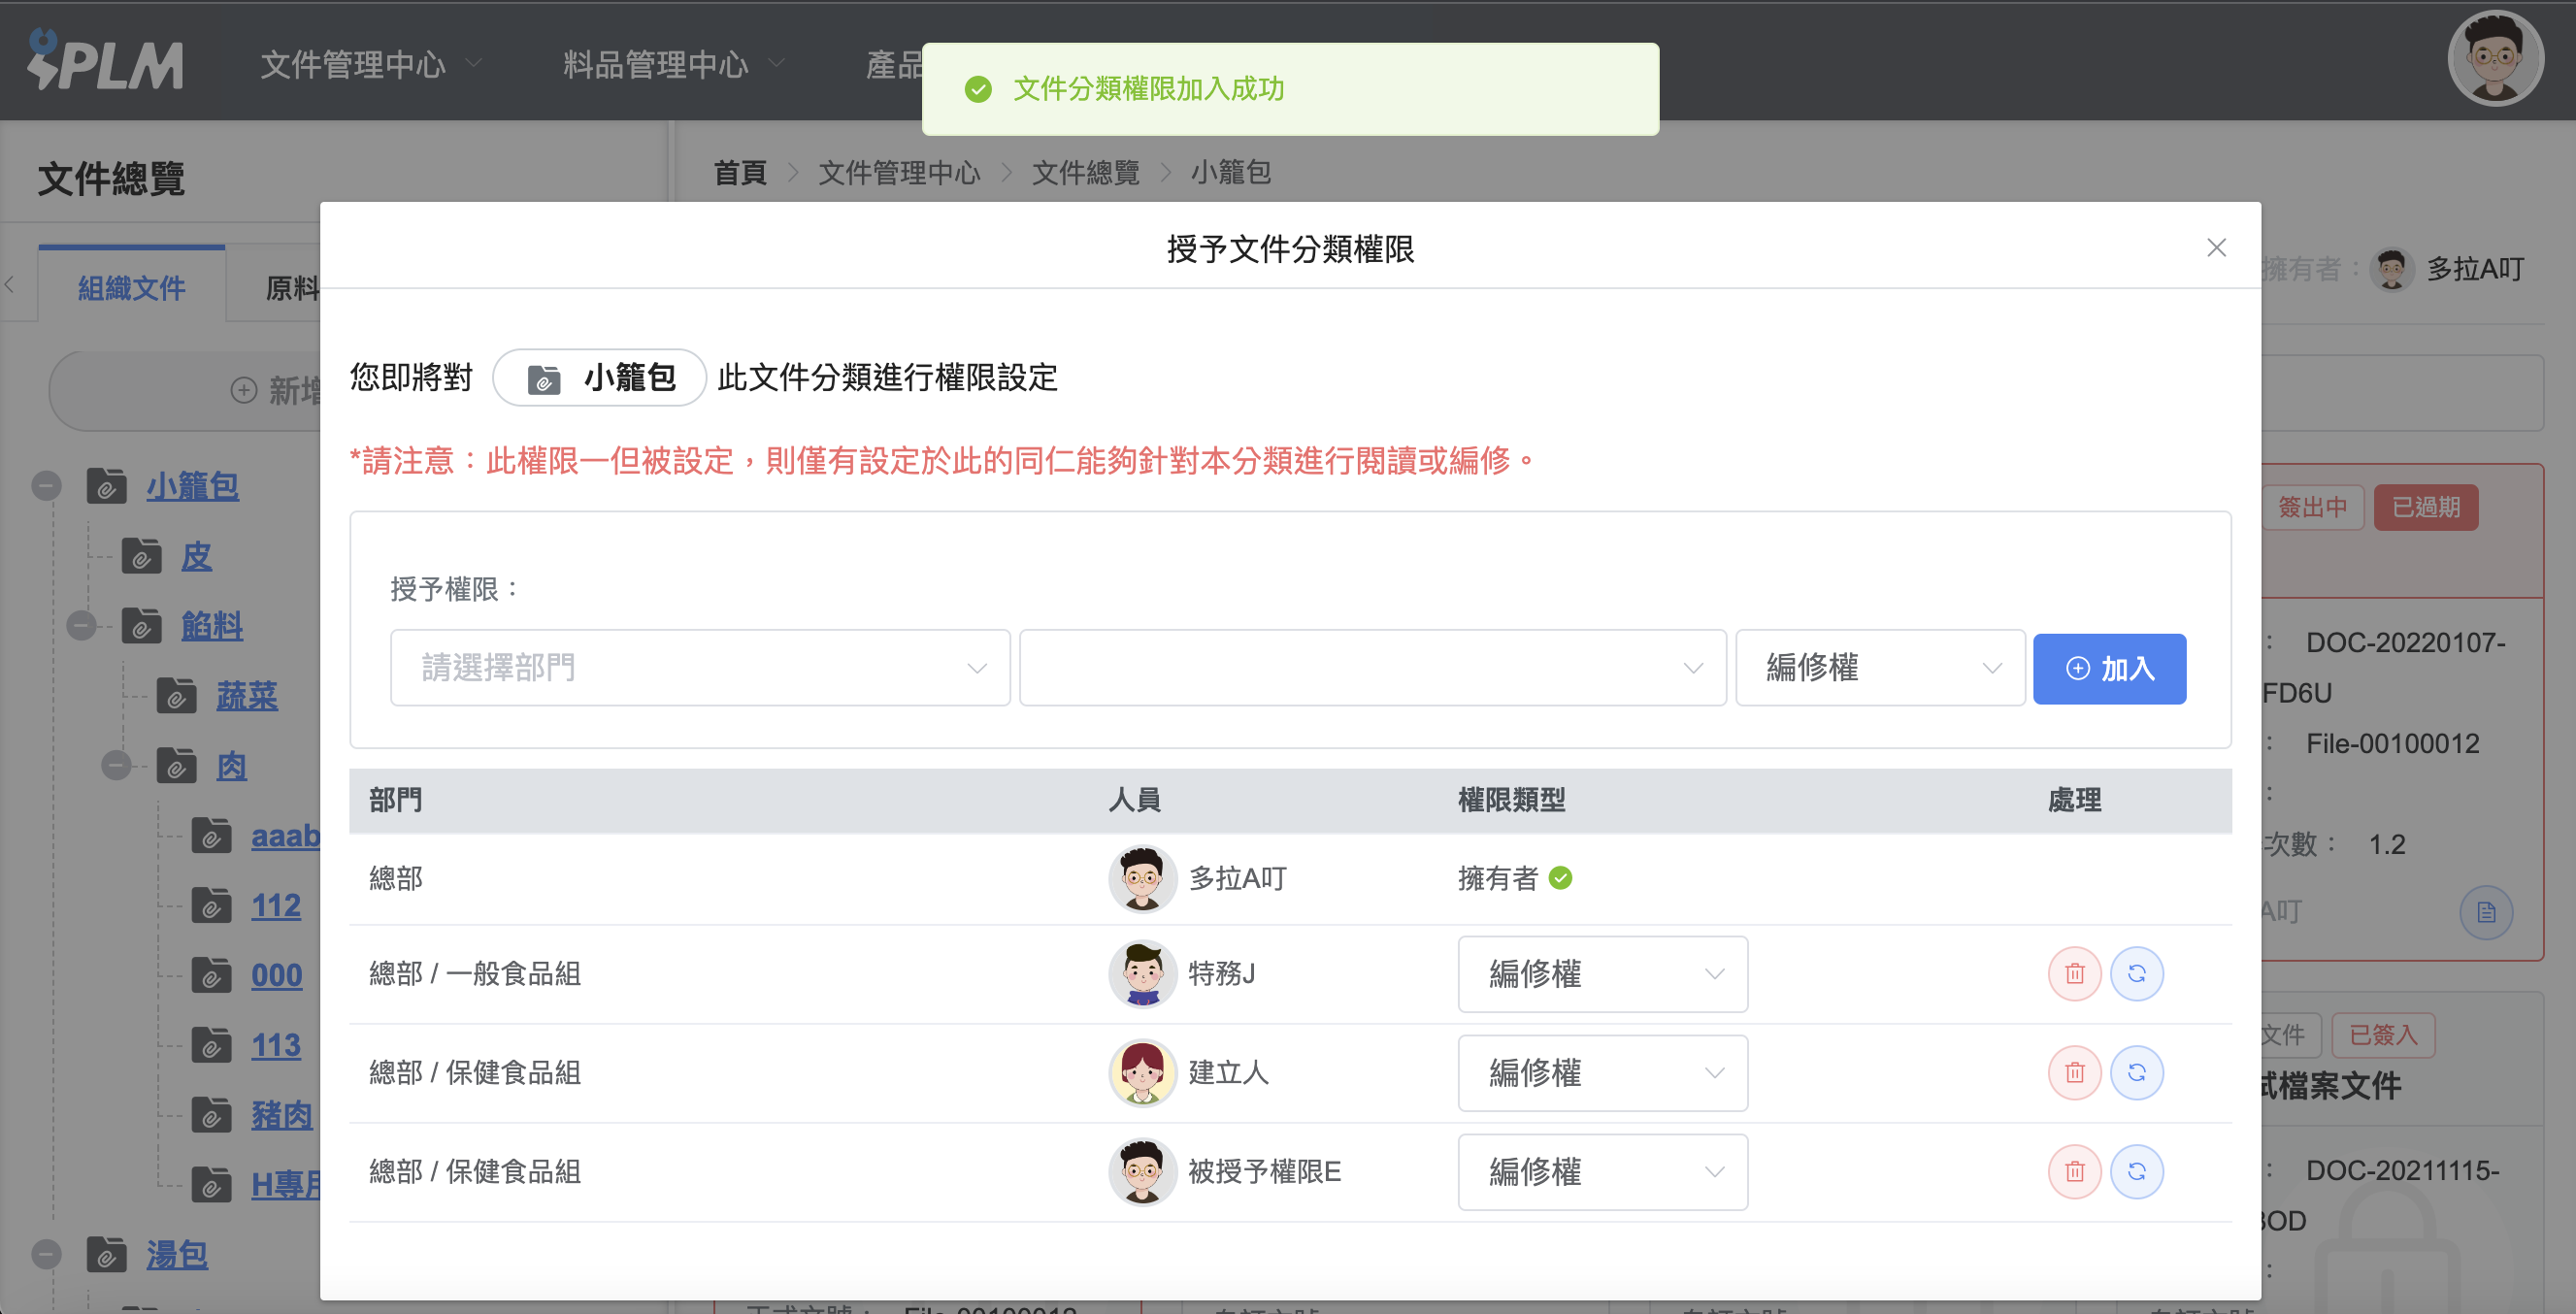 PLM
文件管理中心
料品管理中心
產品
文件分類權限加入成功
文件總覽
首頁 > 文件管理中心 > 文件總覽 > 小籠包
組織文件
原料
授予文件分類權限
擁有者：
多拉A叮
新增
您即將對 小籠包 此文件分類進行權限設定
*請注意：此權限一但被設定，則僅有設定於此的同仁能夠針對本分類進行閱讀或編修。
小籠包
皮
餡料
蔬菜
肉
aaab
112
000
113
豬肉
H專用
湯包
授予權限：
請選擇部門
編修權
加入
部門 人員 權限類型 處理
總部 多拉A叮 擁有者
總部 / 一般食品組 特務J 編修權
總部 / 保健食品組 建立人 編修權
總部 / 保健食品組 被授予權限E 編修權
簽出中
已過期
： DOC-20220107-
FD6U
： File-00100012
：
次數： 1.2
A叮
文件
已簽入
試檔案文件
： DOC-20211115-
BOD
：
File-00100012